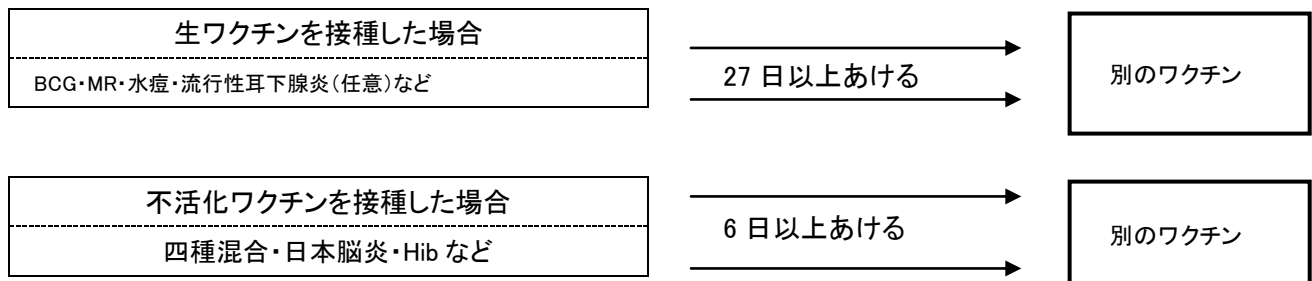 生ワクチンを接種した場合
BCG・MR・水痘・流行性耳下腺炎(任意)など
27 日以上あける
別のワクチン
不活化ワクチンを接種した場合
四種混合・日本脳炎・Hib など
6 日以上あける
別のワクチン